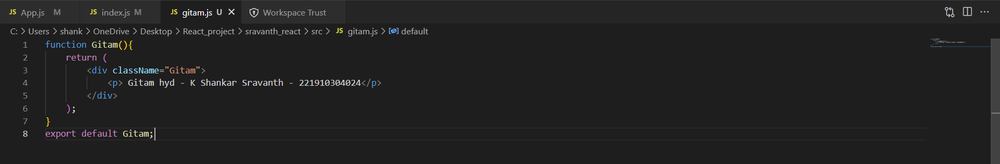 JS App.js M JS index.js M JS gitam.js U Workspace Trust
C: > Users > shank > OneDrive > Desktop > React_project > sravanth_react > src > JS gitam.js > default
1 function Gitam(){
2 return (
3 <div className="Gitam">
4 <p> Gitam hyd - K Shankar Sravanth - 221910304024</p>
5 </div>
6 );
7 }
8 export default Gitam;